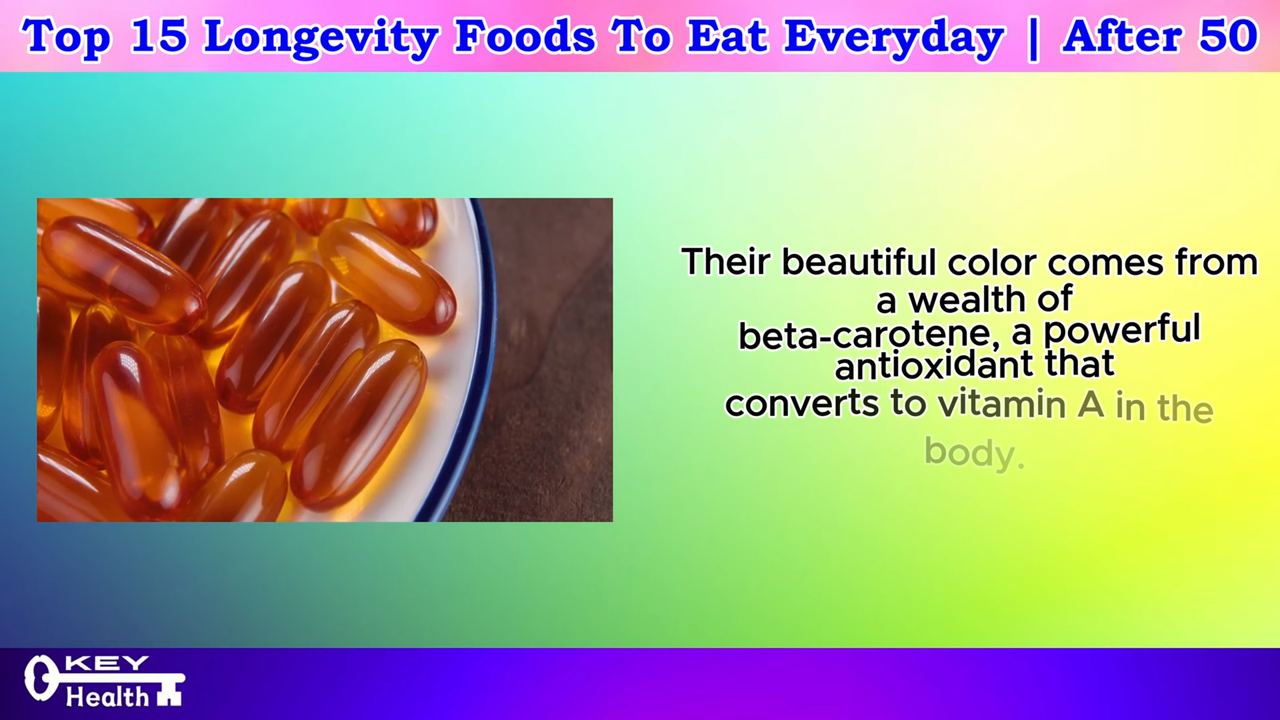 Top 15 Longevity Foods To Eat Everyday | After 50
Their beautiful color comes from
a wealth of
beta-carotene, a powerful
antioxidant that
converts to vitamin A in the
body.
KEY
Health